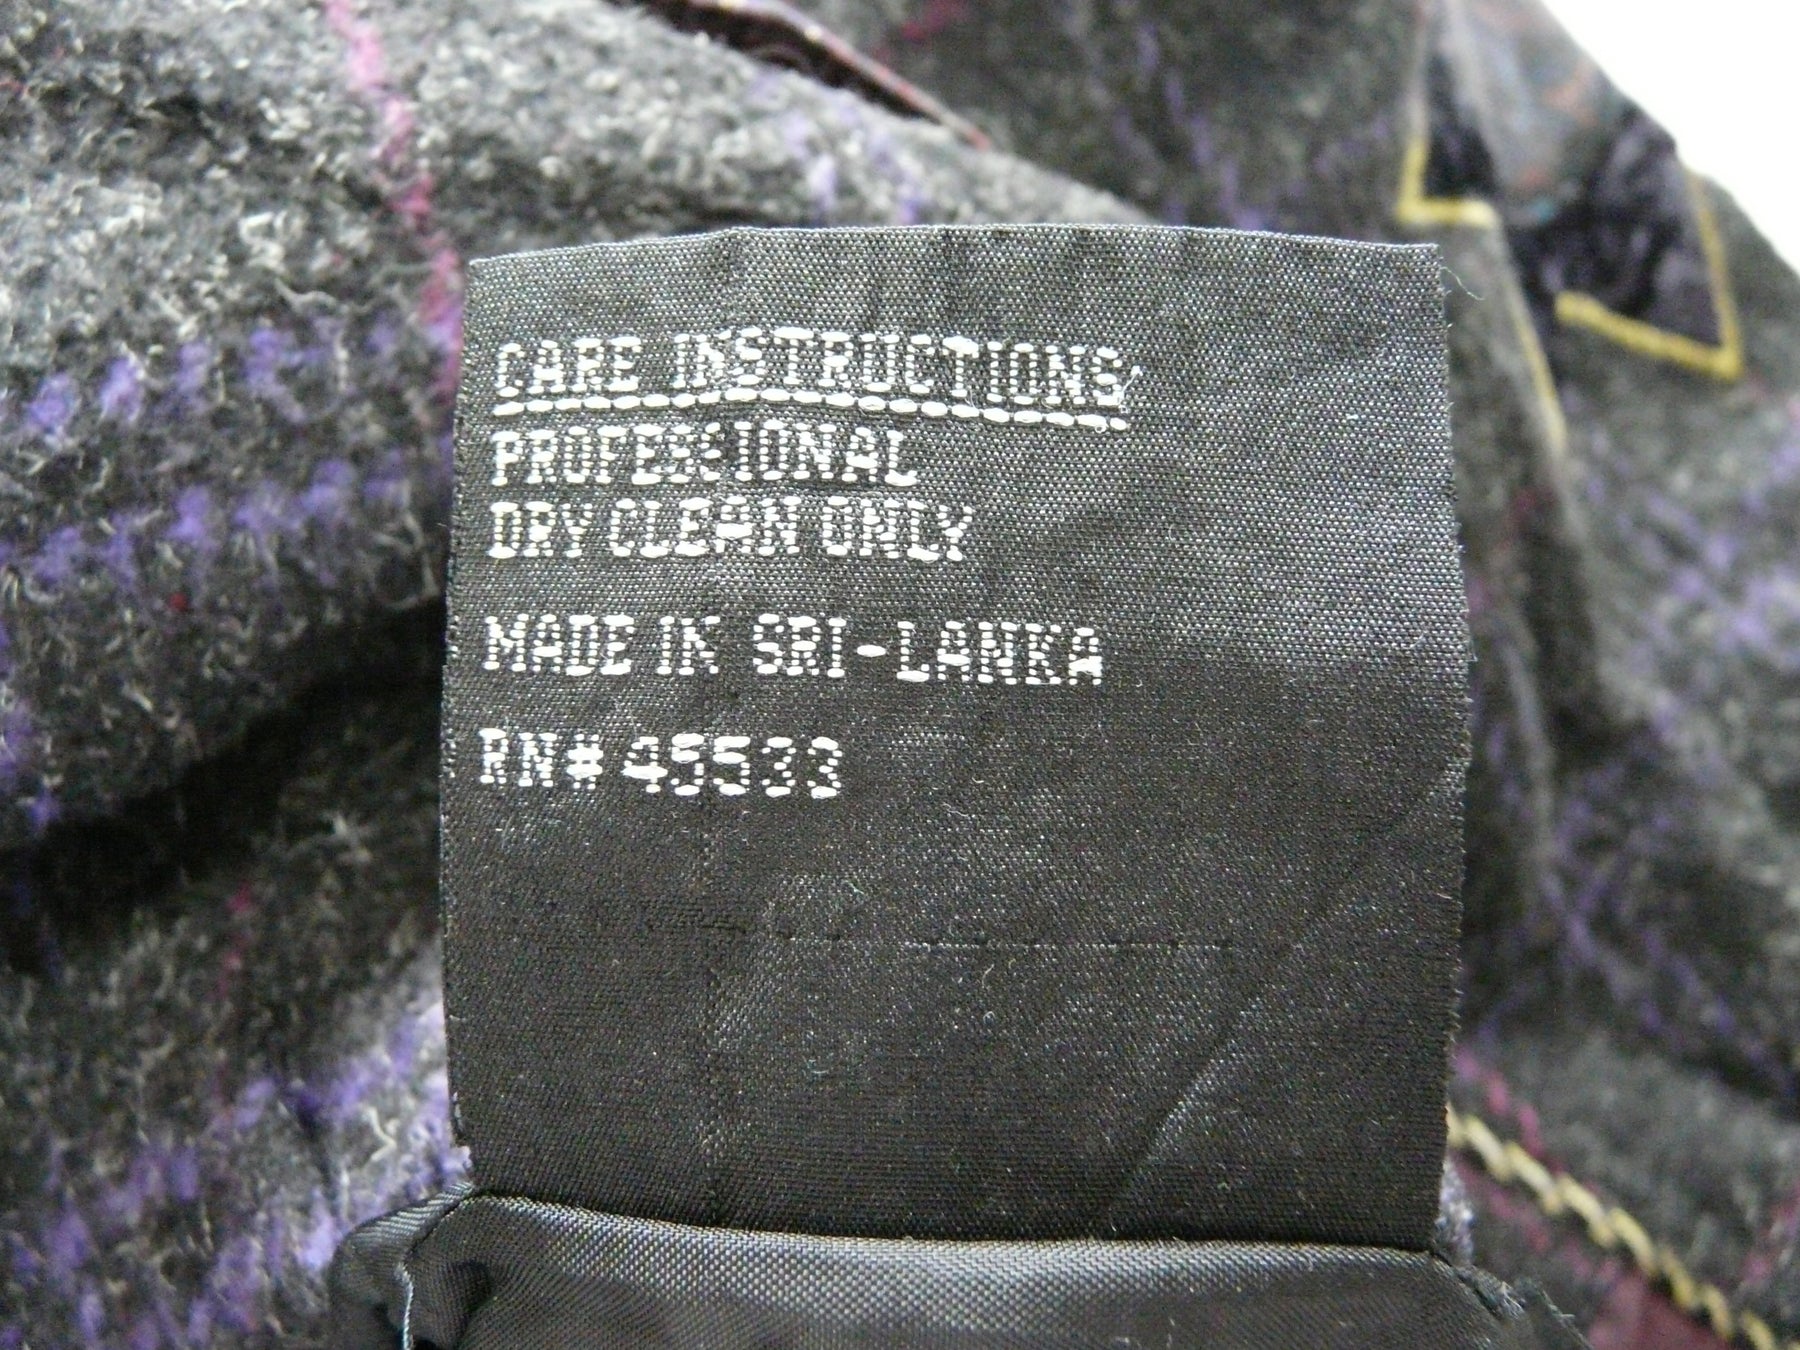 CARE INSTRUCTIONS
PROFESSIONAL
DRY CLEAN ONLY
MADE IN SRI-LANKA
RN# 45533